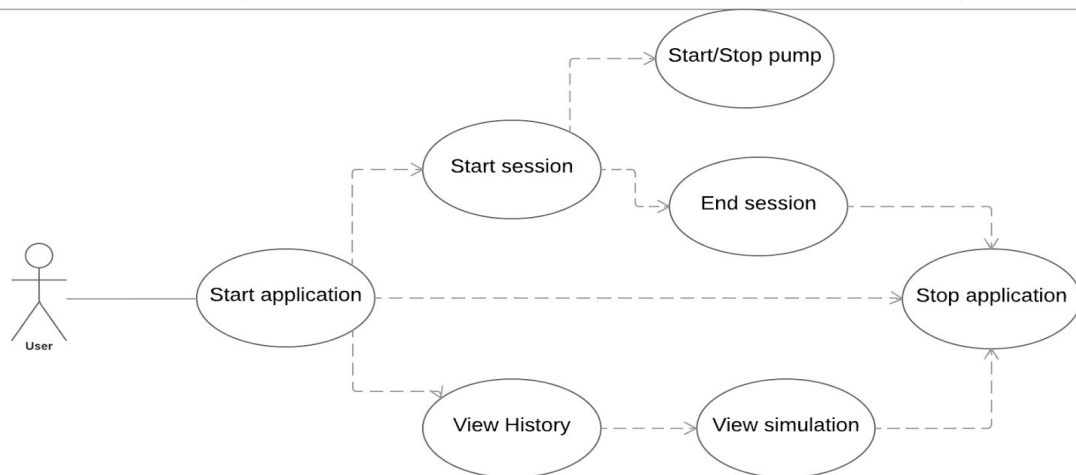 Start/Stop pump
Start session
End session
Start application
Stop application
User
View History
View simulation